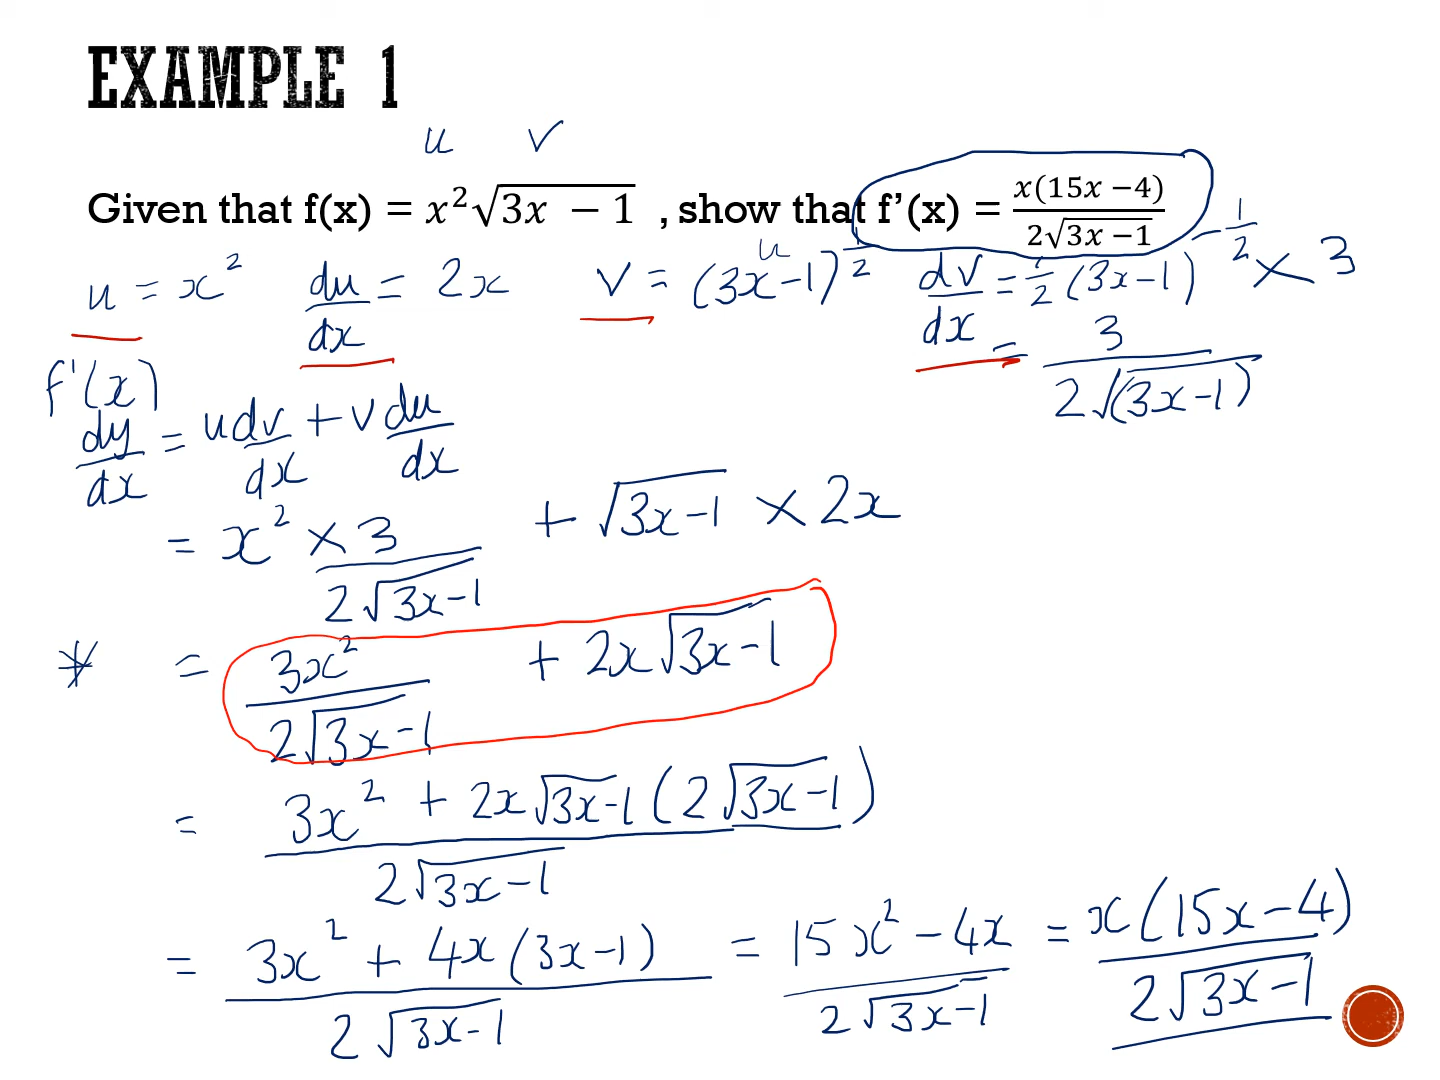 EXAMPLE 1
u v
Given that f(x) = x²√(3x − 1) , show that f’(x) = x(15x −4) / 2√(3x −1)
u = x² du/dx = 2x v = (3x−1)^(1/2) u dv/dx = 1/2 (3x−1)^(−1/2) × 3
= 3 / 2√(3x−1)
f'(x)
dy/dx = u dv/dx + v du/dx
= x² × 3 / 2√(3x−1) + √(3x−1) × 2x
* = 3x² / 2√(3x−1) + 2x√(3x−1)
= 3x² + 2x√(3x−1) (2√(3x−1)) / 2√(3x−1)
= 3x² + 4x(3x−1) / 2√(3x−1) = 15x² − 4x / 2√(3x−1) = x(15x−4) / 2√(3x−1)